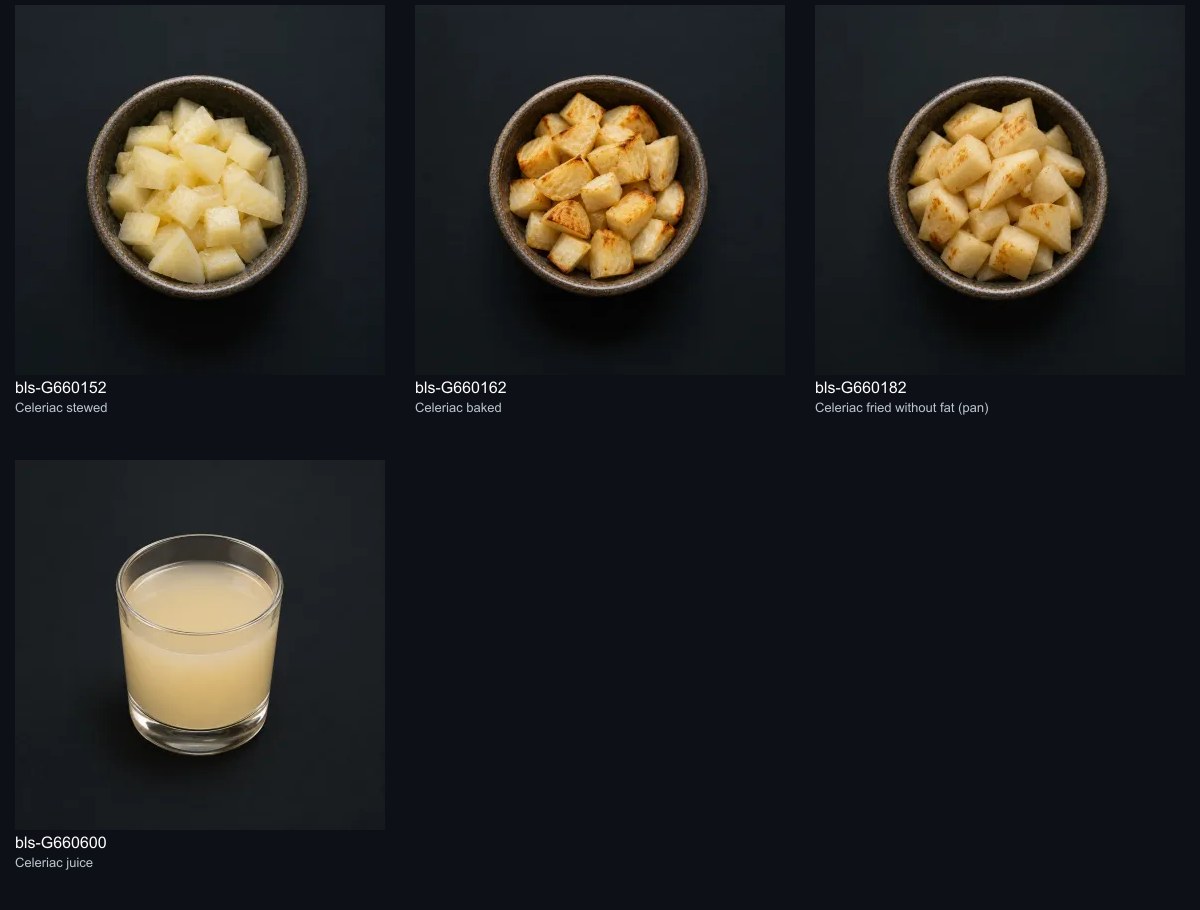 bls-G660152
Celeriac stewed
bls-G660162
Celeriac baked
bls-G660182
Celeriac fried without fat (pan)
bls-G660600
Celeriac juice